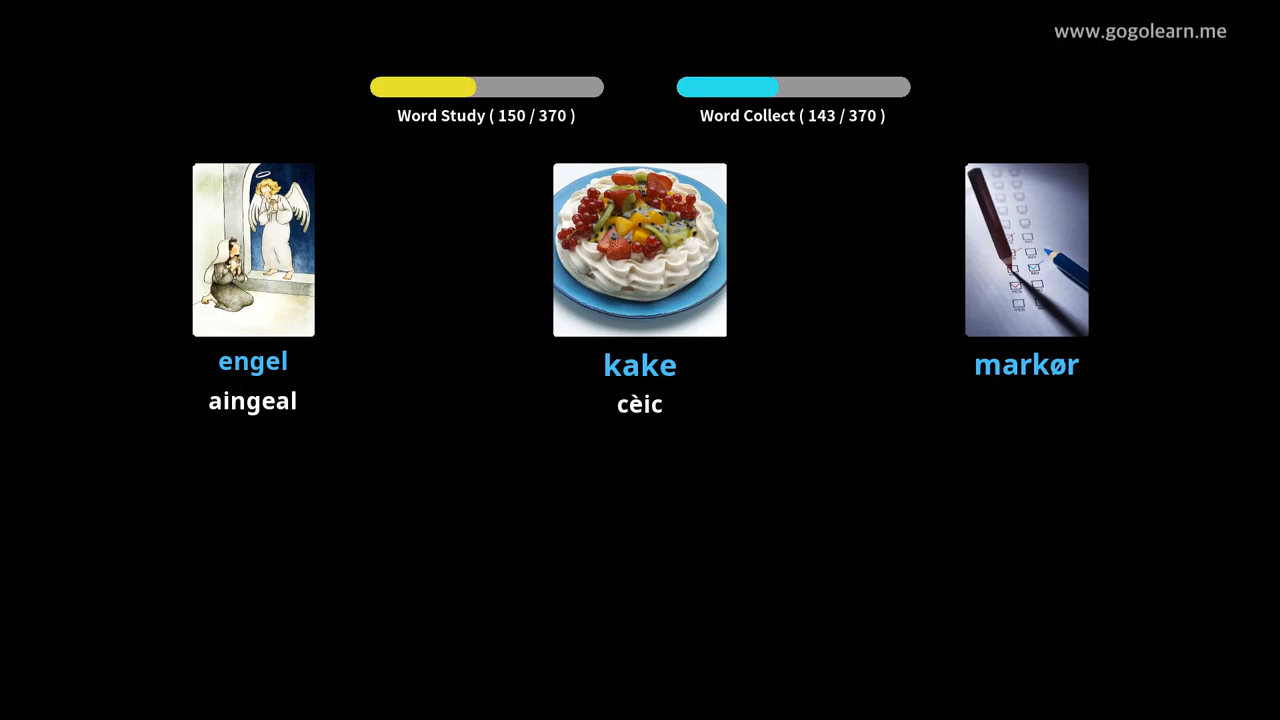 www.gogolearn.me
Word Study ( 150 / 370 )
Word Collect ( 143 / 370 )
engel
kake
markør
aingeal
cèic